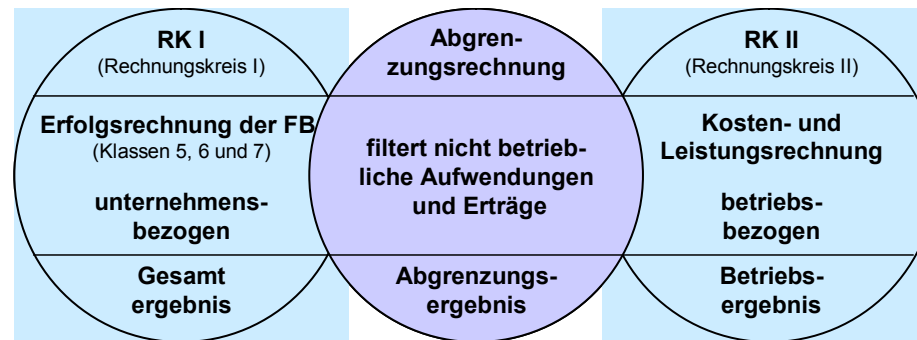 RK I
(Rechnungskreis I)
Erfolgsrechnung der FB
(Klassen 5, 6 und 7)
unternehmens-
bezogen
Gesamt
ergebnis
Abgren-
zungsrechnung
filtert nicht betrieb-
liche Aufwendungen
und Erträge
Abgrenzungs-
ergebnis
RK II
(Rechnungskreis II)
Kosten- und
Leistungsrechnung
betriebs-
bezogen
Betriebs-
ergebnis